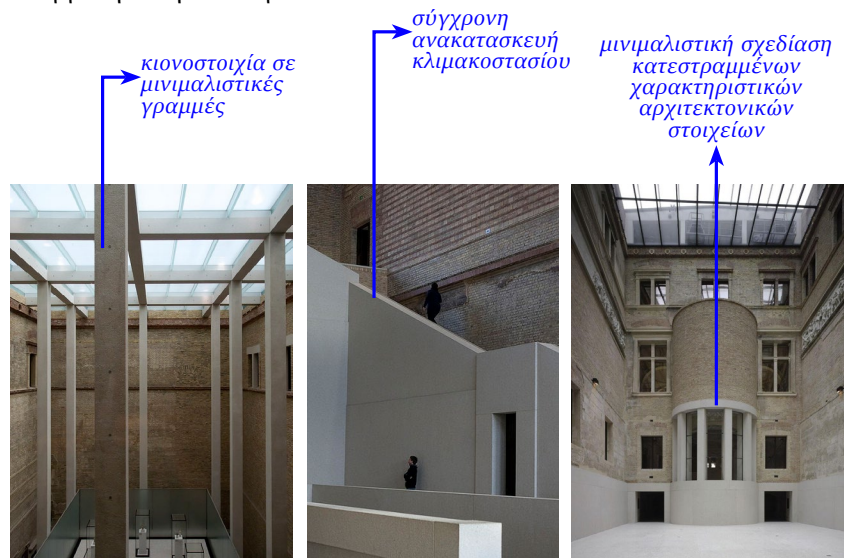 σύγχρονη
ανακατασκευή
κλιμακοστασίου
μινιμαλιστική σχεδίαση
κατεστραμμένων
χαρακτηριστικών
αρχιτεκτονικών
στοιχείων
κιονοστοιχία σε
μινιμαλιστικές
γραμμές